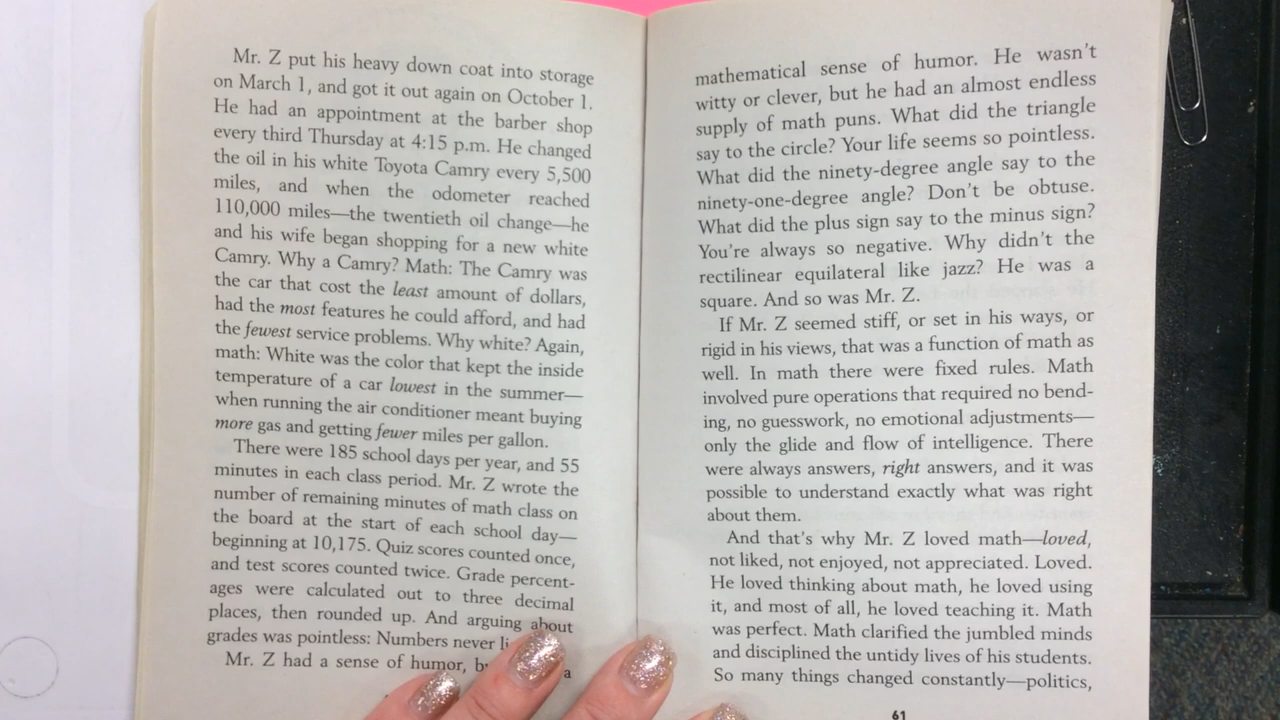 Mr. Z put his heavy down coat into storage
on March 1, and got it out again on October 1.
He had an appointment at the barber shop
every third Thursday at 4:15 p.m. He changed
the oil in his white Toyota Camry every 5,500
miles, and when the odometer reached
110,000 miles—the twentieth oil change—he
and his wife began shopping for a new white
Camry. Why a Camry? Math: The Camry was
the car that cost the least amount of dollars,
had the most features he could afford, and had
the fewest service problems. Why white? Again,
math: White was the color that kept the inside
temperature of a car lowest in the summer—
when running the air conditioner meant buying
more gas and getting fewer miles per gallon.
There were 185 school days per year, and 55
minutes in each class period. Mr. Z wrote the
number of remaining minutes of math class on
the board at the start of each school day—
beginning at 10,175. Quiz scores counted once,
and test scores counted twice. Grade percent-
ages were calculated out to three decimal
places, then rounded up. And arguing about
grades was pointless: Numbers never
Mr. Z had a sense of humor, a
mathematical sense of humor. He wasn't
witty or clever, but he had an almost endless
supply of math puns. What did the triangle
say to the circle? Your life seems so pointless.
What did the ninety-degree angle say to the
ninety-one-degree angle? Don't be obtuse.
What did the plus sign say to the minus sign?
You're always so negative. Why didn't the
rectilinear equilateral like jazz? He was a
square. And so was Mr. Z.
If Mr. Z seemed stiff, or set in his ways, or
rigid in his views, that was a function of math as
well. In math there were fixed rules. Math
involved pure operations that required no bend-
ing, no guesswork, no emotional adjustments—
only the glide and flow of intelligence. There
were always answers, right answers, and it was
possible to understand exactly what was right
about them.
And that's why Mr. Z loved math—loved,
not liked, not enjoyed, not appreciated. Loved.
He loved thinking about math, he loved using
it, and most of all, he loved teaching it. Math
was perfect. Math clarified the jumbled minds
and disciplined the untidy lives of his students.
So many things changed constantly—politics,
61